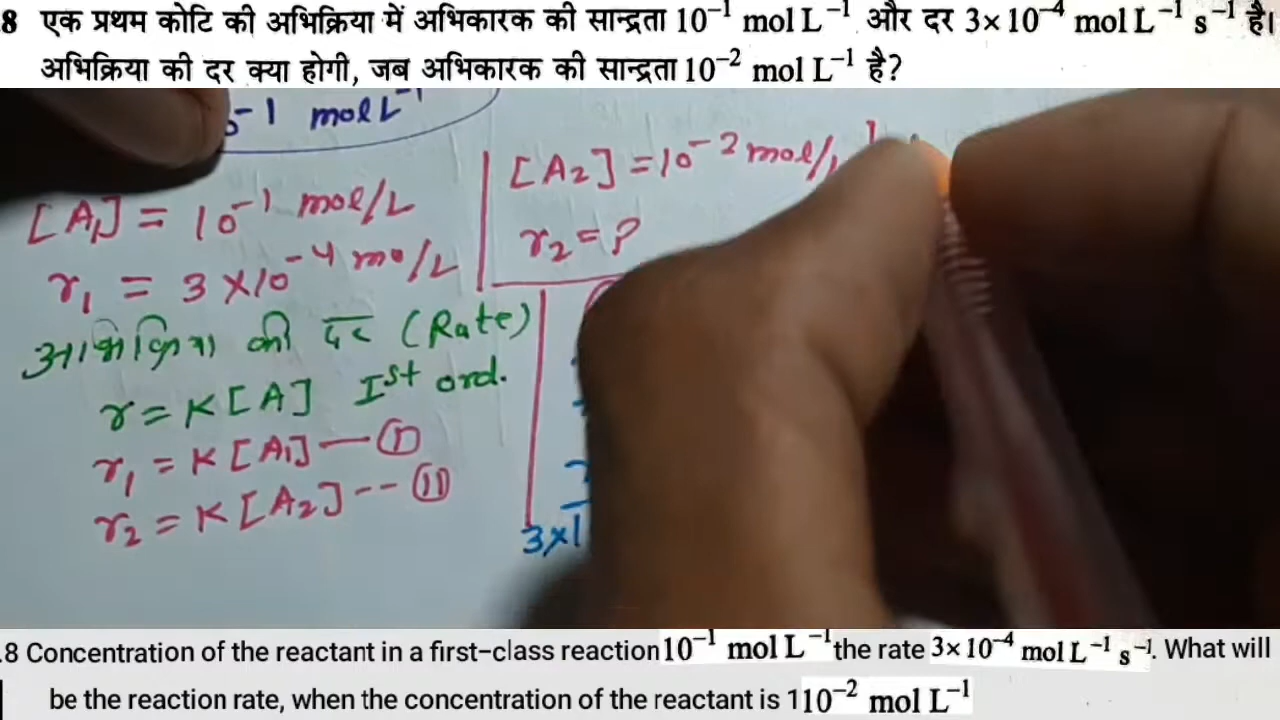 8 एक प्रथम कोटि की अभिक्रिया में अभिकारक की सान्द्रता 10⁻¹ mol L⁻¹ और दर 3×10⁻⁴ mol L⁻¹ s⁻¹ है।
अभिक्रिया की दर क्या होगी, जब अभिकारक की सान्द्रता 10⁻² mol L⁻¹ है?
⁻¹ mol L⁻¹
[A₁] = 10⁻¹ mol/L
r₁ = 3×10⁻⁴ mo/L
[A₂] = 10⁻² mol/L
r₂ = ?
अभिक्रिया की दर (Rate)
r = K[A] Iˢᵗ ord.
r₁ = K[A₁] — Ⅰ
r₂ = K[A₂] -- Ⅱ
3×1
.8 Concentration of the reactant in a first-class reaction 10⁻¹ mol L⁻¹ the rate 3×10⁻⁴ mol L⁻¹ s⁻¹. What will
be the reaction rate, when the concentration of the reactant is 110⁻² mol L⁻¹